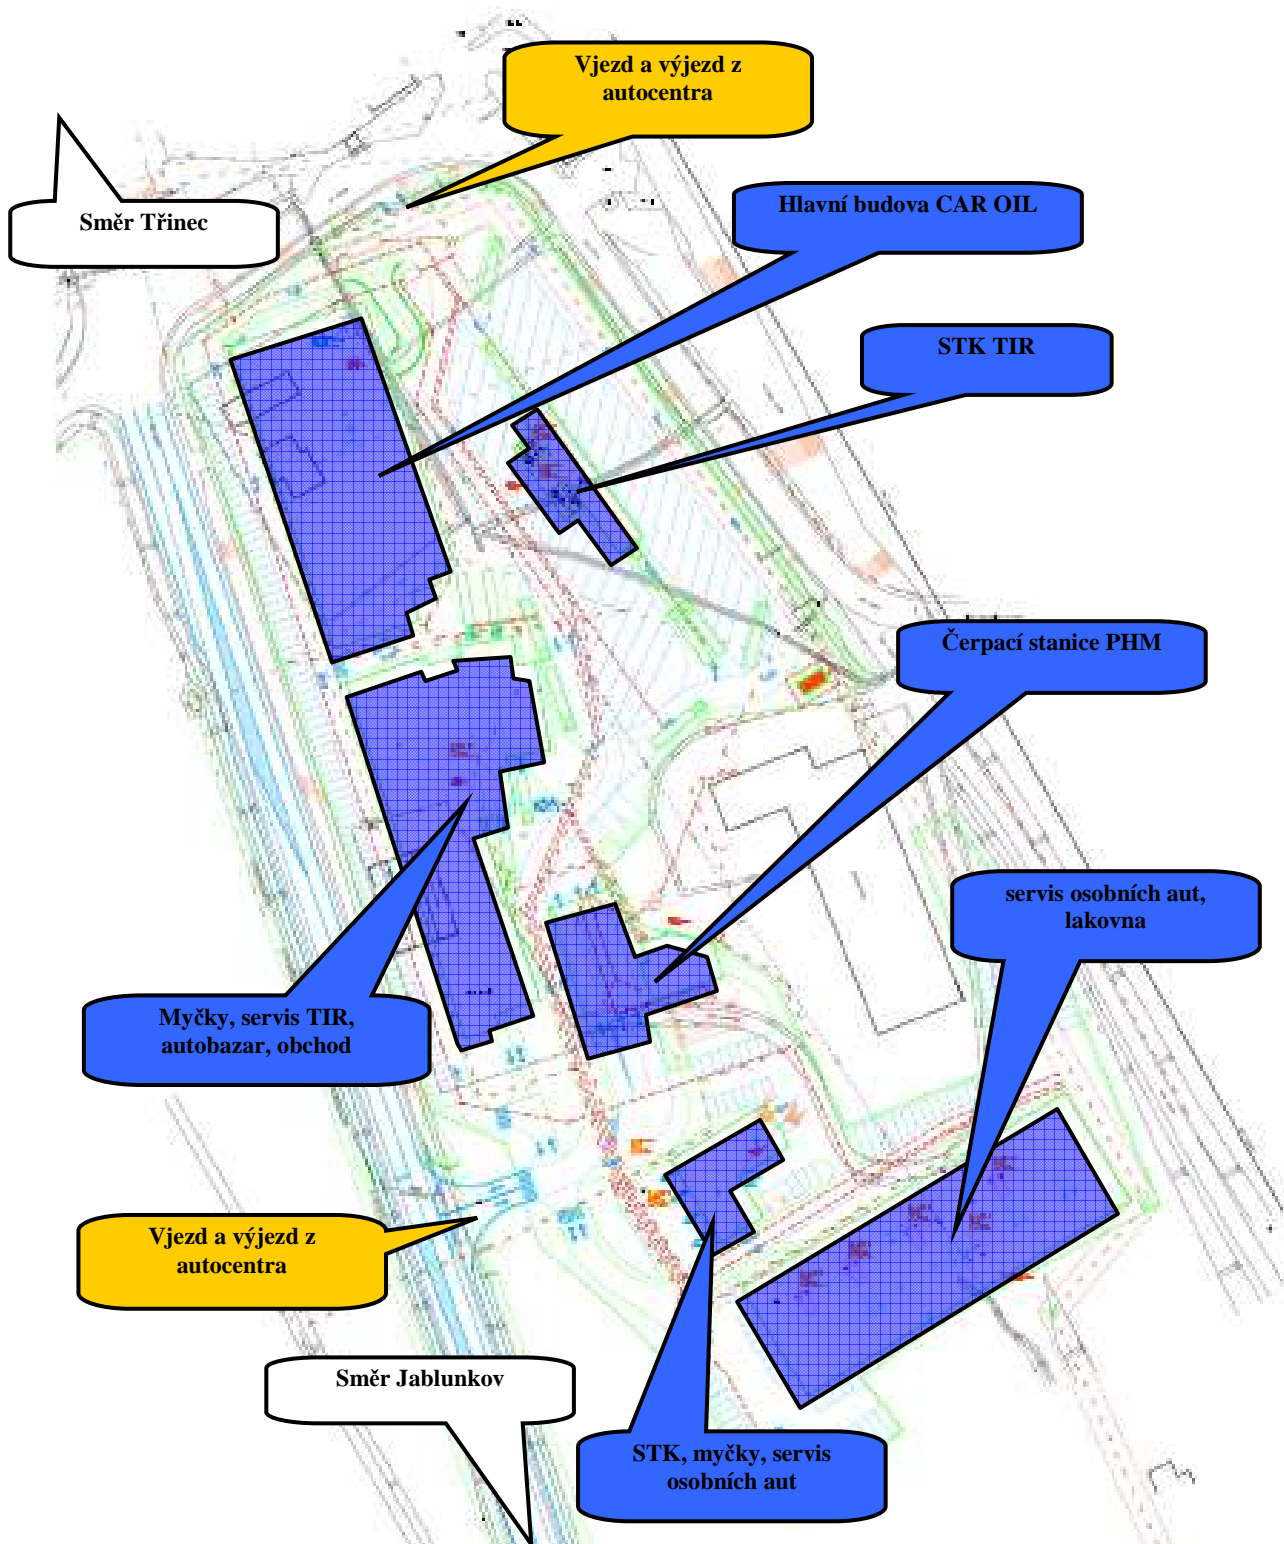 Vjezd a výjezd z
autocentra
Směr Třinec
Hlavní budova CAR OIL
STK TIR
Čerpací stanice PHM
servis osobních aut,
lakovna
Myčky, servis TIR,
autobazar, obchod
Vjezd a výjezd z
autocentra
Směr Jablunkov
STK, myčky, servis
osobních aut